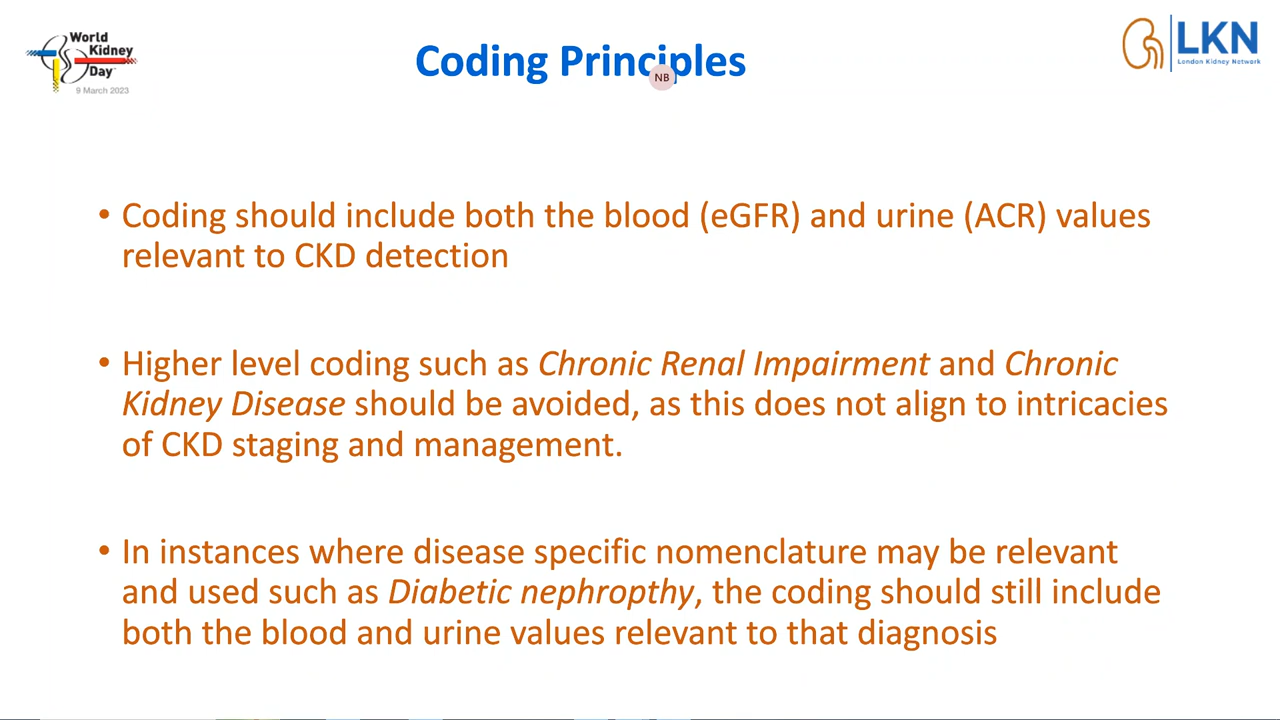 World
Kidney
Day
9 March 2023
Coding Principles
NB
LKN
London Kidney Network
• Coding should include both the blood (eGFR) and urine (ACR) values
relevant to CKD detection
• Higher level coding such as Chronic Renal Impairment and Chronic
Kidney Disease should be avoided, as this does not align to intricacies
of CKD staging and management.
• In instances where disease specific nomenclature may be relevant
and used such as Diabetic nephropthy, the coding should still include
both the blood and urine values relevant to that diagnosis